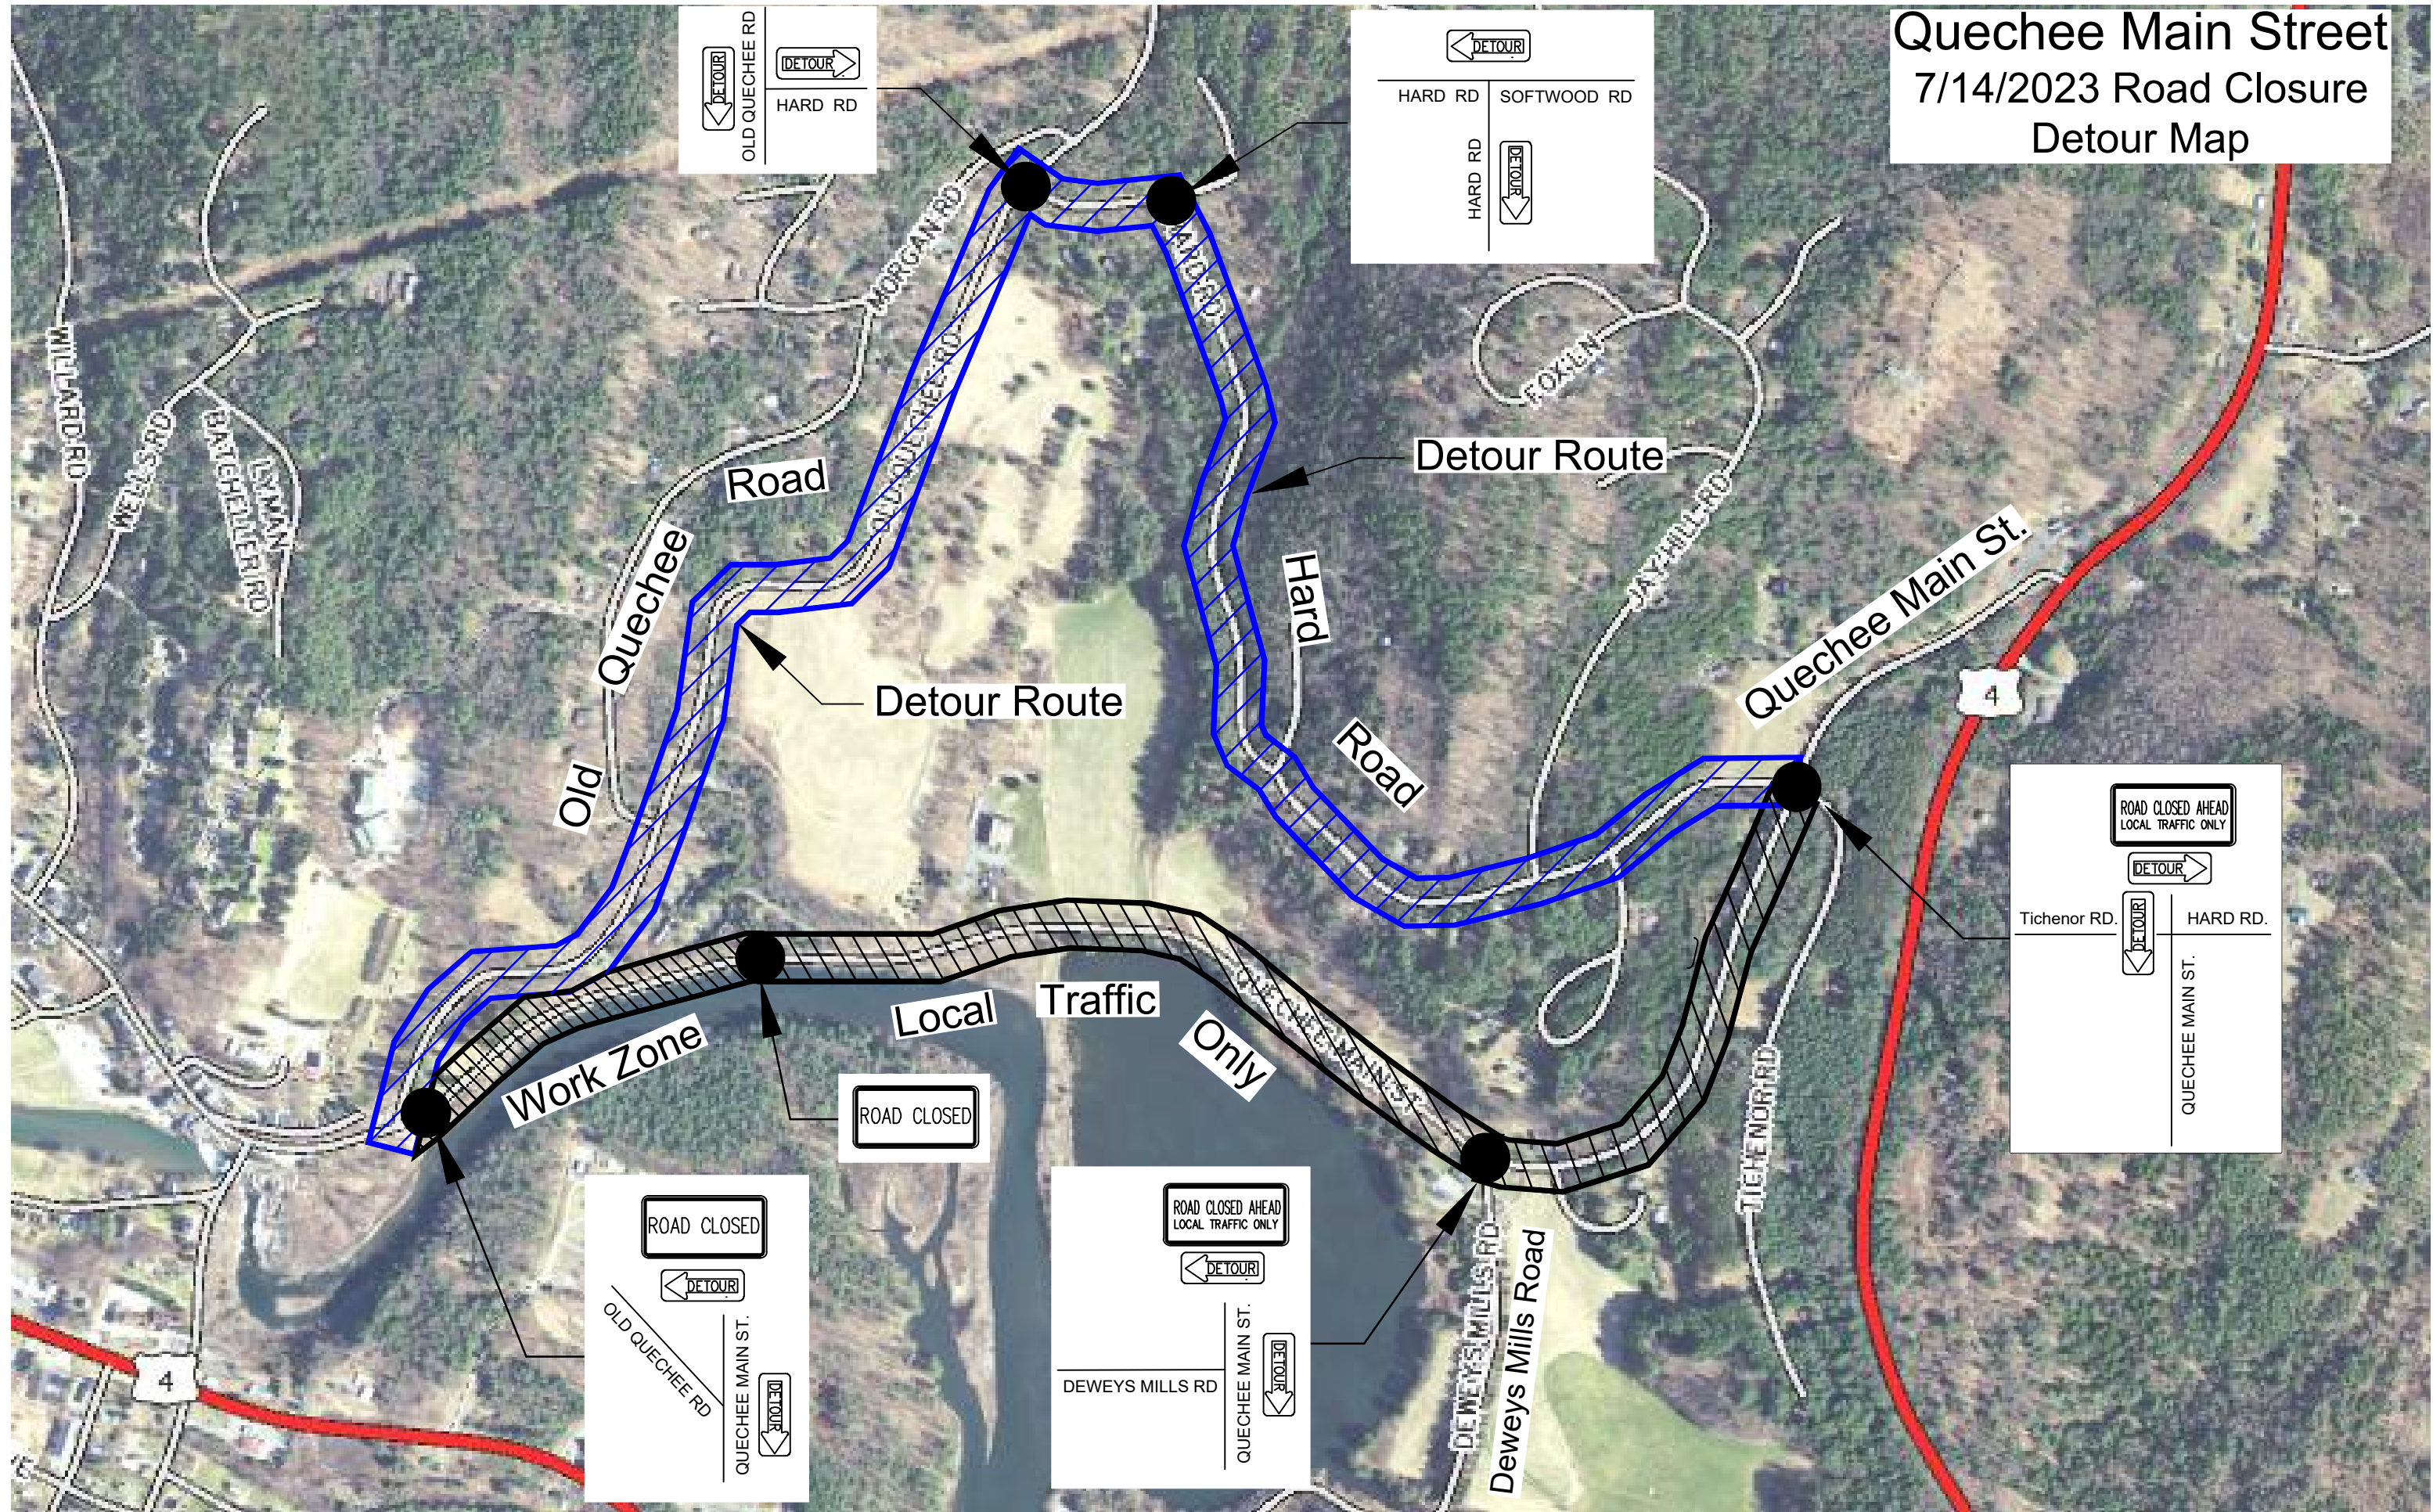 Quechee Main Street
7/14/2023 Road Closure
Detour Map
DETOUR
OLD QUECHEE RD
DETOUR
HARD RD
DETOUR
HARD RD
SOFTWOOD RD
HARD RD
DETOUR
MORGAN RD
WILLARD RD
WELLS RD
LYMAN
BATCHELLER RD
OLD QUECHEE RD
FOX LN
JAY HILL RD
Detour Route
Old
Quechee
Road
Detour Route
Hard
Road
Quechee Main St.
4
ROAD CLOSED AHEAD
LOCAL TRAFFIC ONLY
DETOUR
Tichenor RD.
DETOUR
HARD RD.
QUECHEE MAIN ST.
Work Zone
Local
Traffic
Only
QUECHEE MAIN ST
TICHENOR RD
ROAD CLOSED
ROAD CLOSED
DETOUR
OLD QUECHEE RD
QUECHEE MAIN ST.
DETOUR
ROAD CLOSED AHEAD
LOCAL TRAFFIC ONLY
DETOUR
DEWEYS MILLS RD
QUECHEE MAIN ST.
DETOUR
DEWEYS MILLS RD
Deweys Mills Road
4